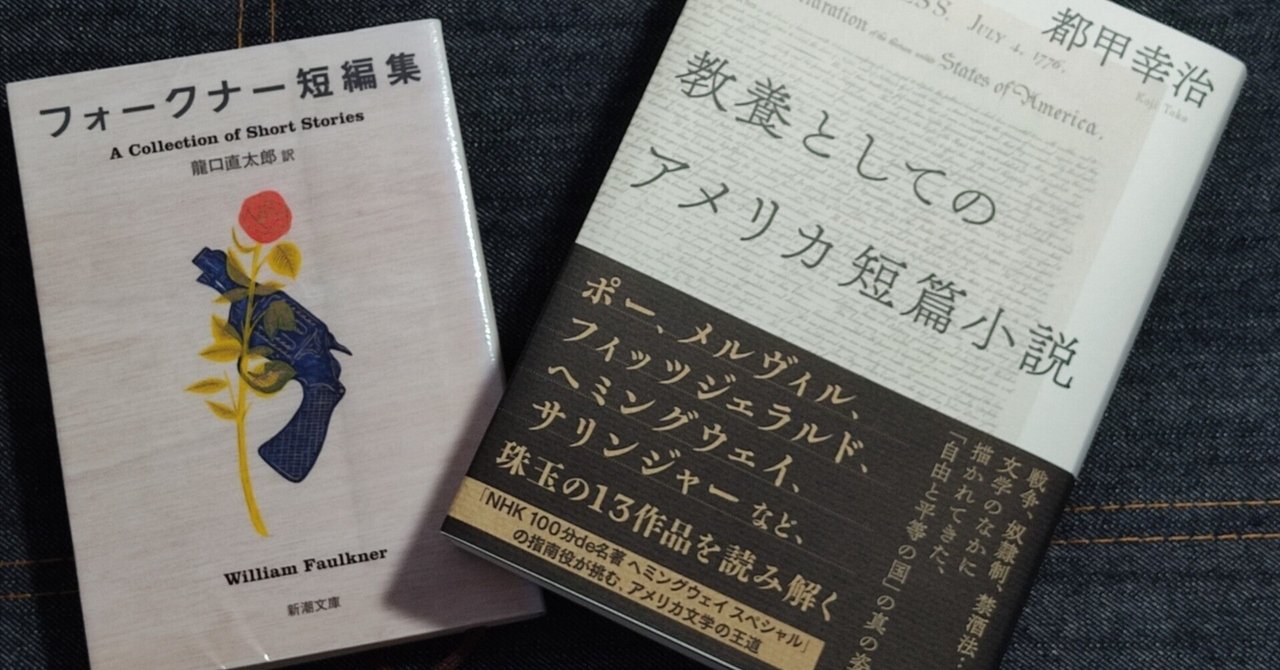 フォークナー短編集
A Collection of Short Stories
龍口直太郎 訳
William Faulkner
新潮文庫
JULY 4, 1776.
States of America,
都甲幸治
Koji Toko
教養としての
アメリカ短篇小説
ポー、メルヴィル、
フィッツジェラルド、
ヘミングウェイ、
サリンジャーなど、
珠玉の13作品を読み解く
戦争、奴隷制、禁酒法…
文学のなかに
描かれてきた、
「自由と平等の国」の真の姿
「NHK 100分de名著 ヘミングウェイ スペシャル」
の指南役が挑む、アメリカ文学の王道